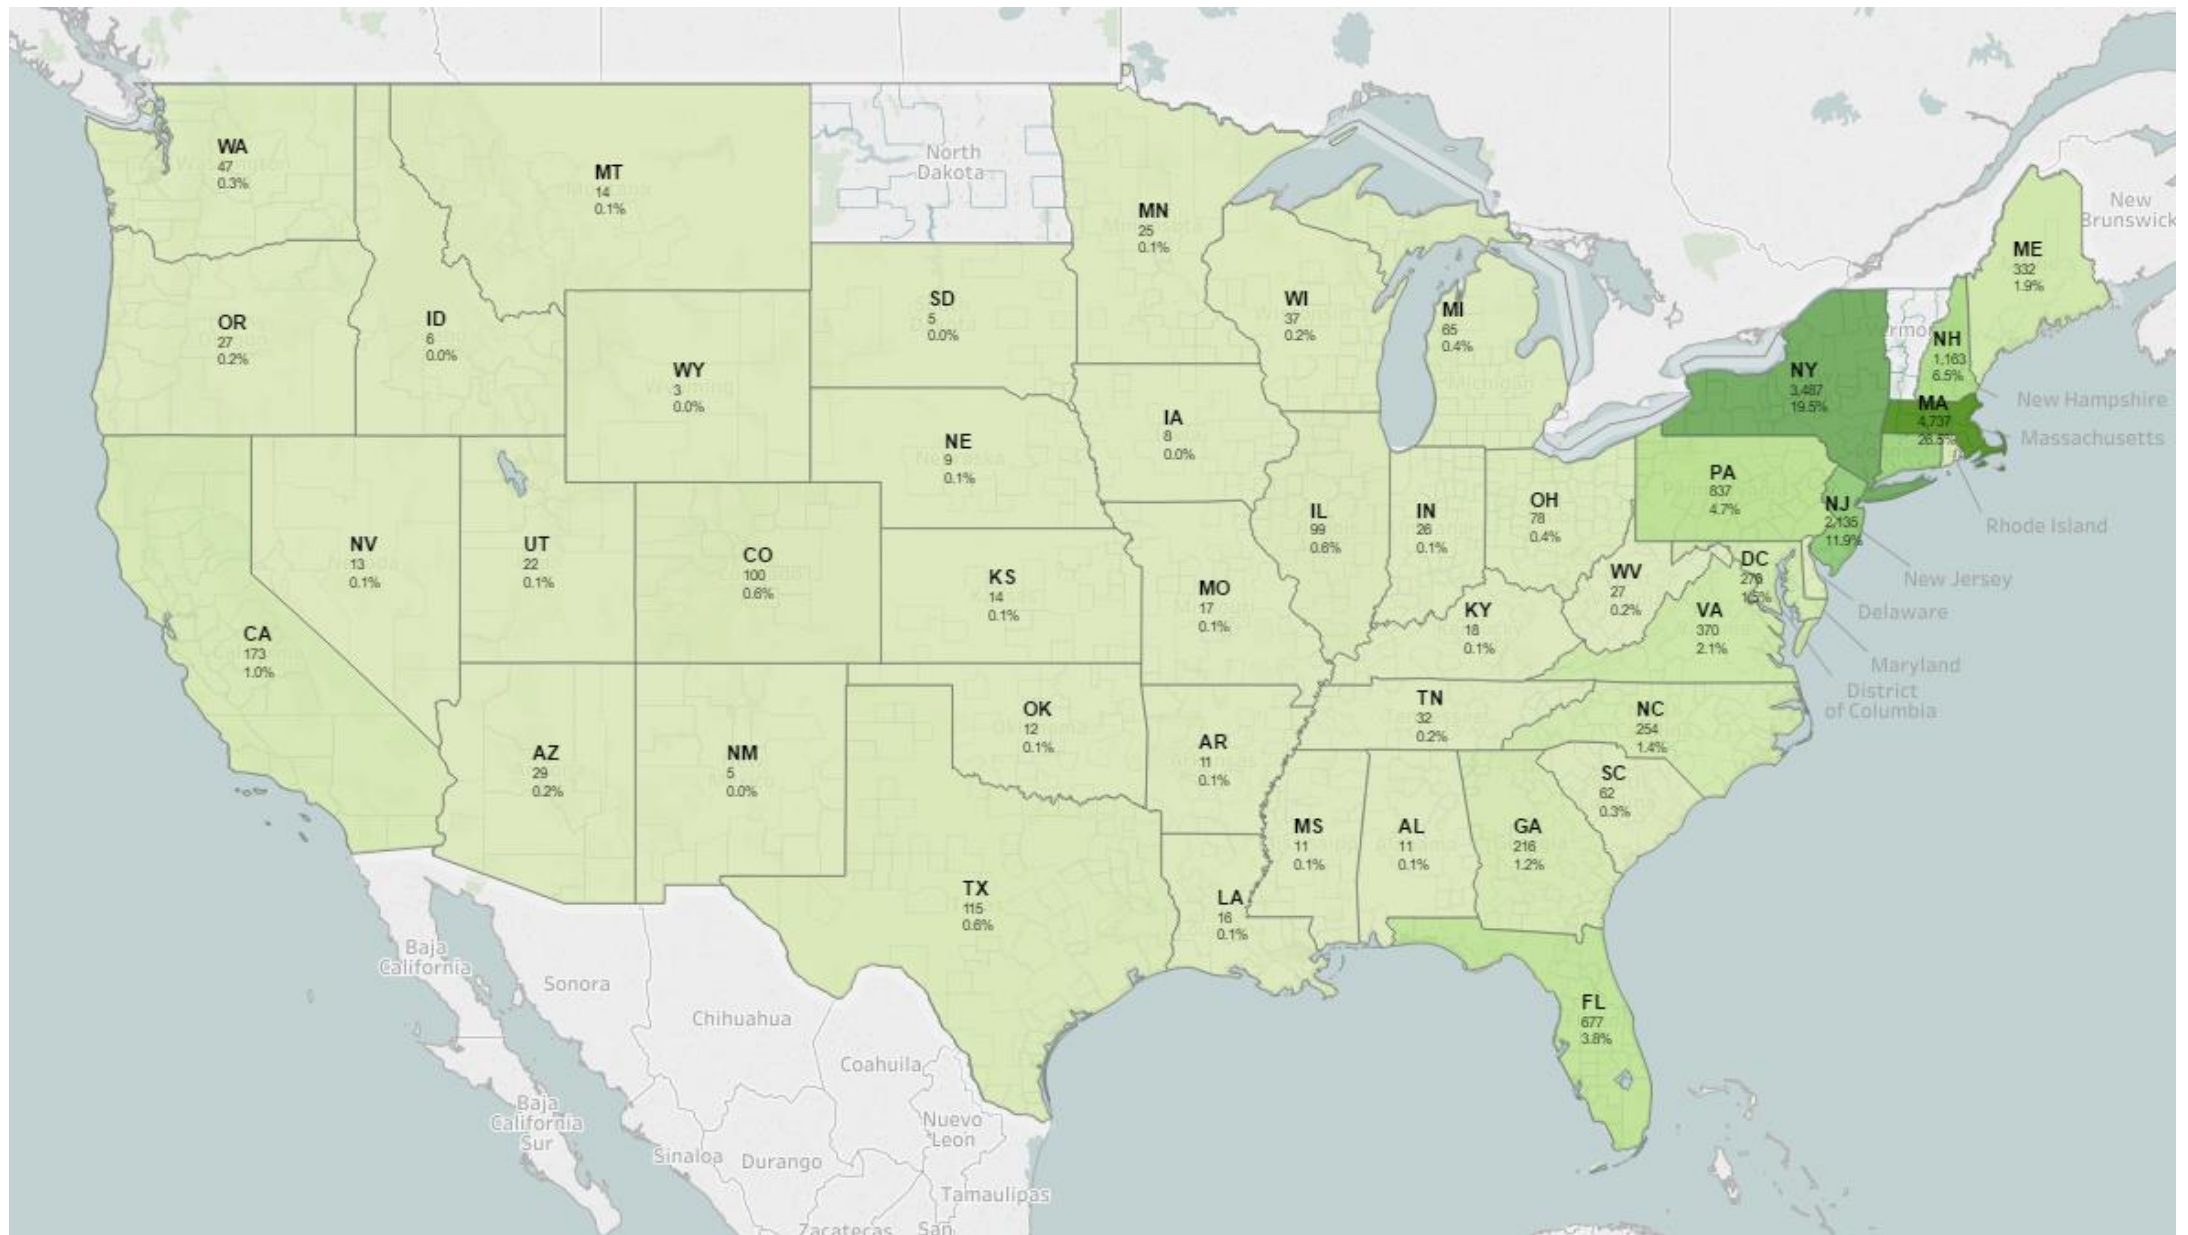 WA
47
0.3%
MT
14
0.1%
North
Dakota
MN
25
0.1%
New
Brunswick
ME
332
1.9%
OR
27
0.2%
ID
6
0.0%
SD
5
0.0%
WI
37
0.2%
MI
65
0.4%
Michigan
NH
1,163
6.5%
WY
3
0.0%
NY
3,487
19.5%
New Hampshire
MA
4,737
26.5%
Massachusetts
IA
8
0.0%
NE
9
0.1%
PA
837
4.7%
NJ
2,135
11.9%
Rhode Island
IL
99
0.6%
IN
26
0.1%
OH
78
0.4%
NV
13
0.1%
UT
22
0.1%
CO
100
0.6%
KS
14
0.1%
MO
17
0.1%
WV
27
0.2%
DC
1.5%
New Jersey
Delaware
KY
18
0.1%
VA
370
2.1%
CA
173
1.0%
Maryland
District
of Columbia
TN
32
0.2%
NC
254
1.4%
OK
12
0.1%
AR
11
0.1%
AZ
29
0.2%
NM
5
0.0%
SC
62
0.3%
MS
11
0.1%
AL
11
0.1%
GA
216
1.2%
TX
115
0.6%
LA
16
0.1%
Baja
California
Sonora
Chihuahua
FL
677
3.8%
Coahuila
Baja
California
Sur
Nuevo
Leon
Sinaloa
Durango
Tamaulipas
Zacatecas
San